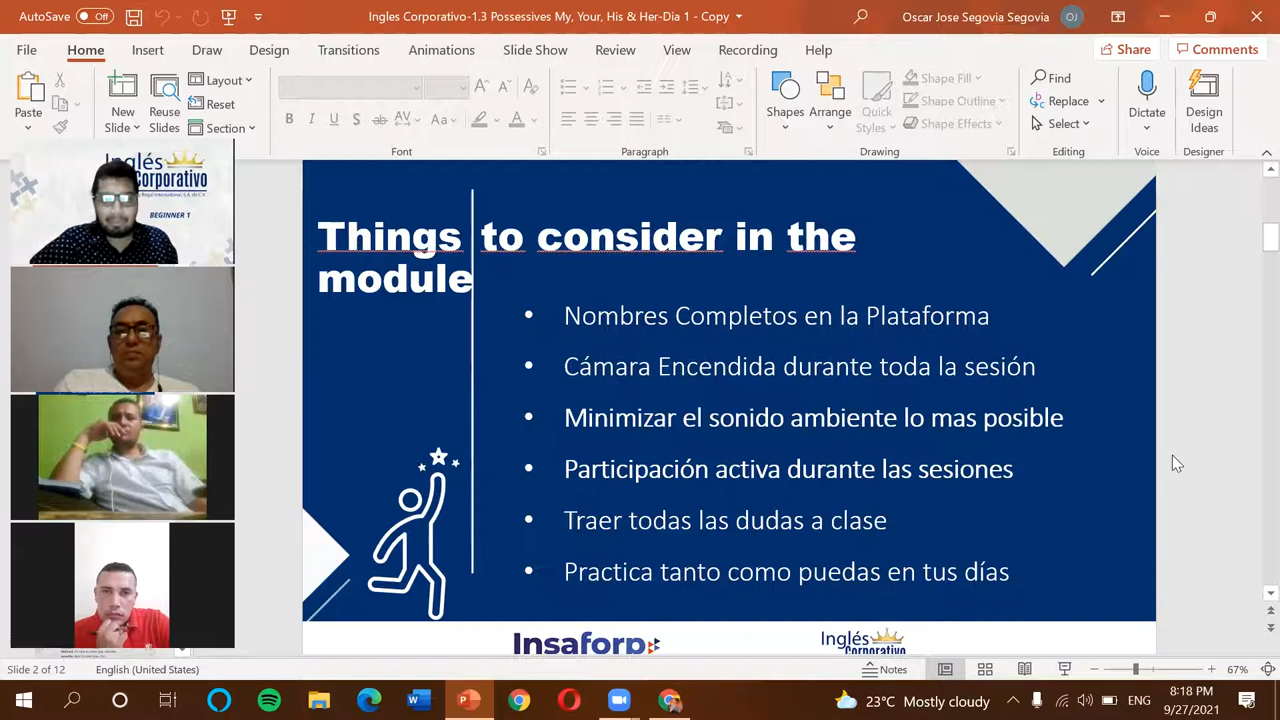 AutoSave Off
Ingles Corporativo-1.3 Possessives My, Your, His & Her-Dia 1 - Copy
Oscar Jose Segovia Segovia
OJ
File Home Insert Draw Design Transitions Animations Slide Show Review View Recording Help
Share Comments
Paste
New Slide
Reuse Slides
Layout
Reset
Section
Shapes
Arrange
Quick Styles
Shape Fill
Shape Outline
Shape Effects
Find
Replace
Select
Dictate
Design Ideas
Font Paragraph Drawing Editing Voice Designer
Inglés
Corporativo
BEGINNER 1
Things to consider in the
module
• Nombres Completos en la Plataforma
• Cámara Encendida durante toda la sesión
• Minimizar el sonido ambiente lo mas posible
• Participación activa durante las sesiones
• Traer todas las dudas a clase
• Practica tanto como puedas en tus días
Insaforp
Inglés
Corporativo
Slide 2 of 12 English (United States) Notes 67%
23°C Mostly cloudy ENG 8:18 PM
9/27/2021